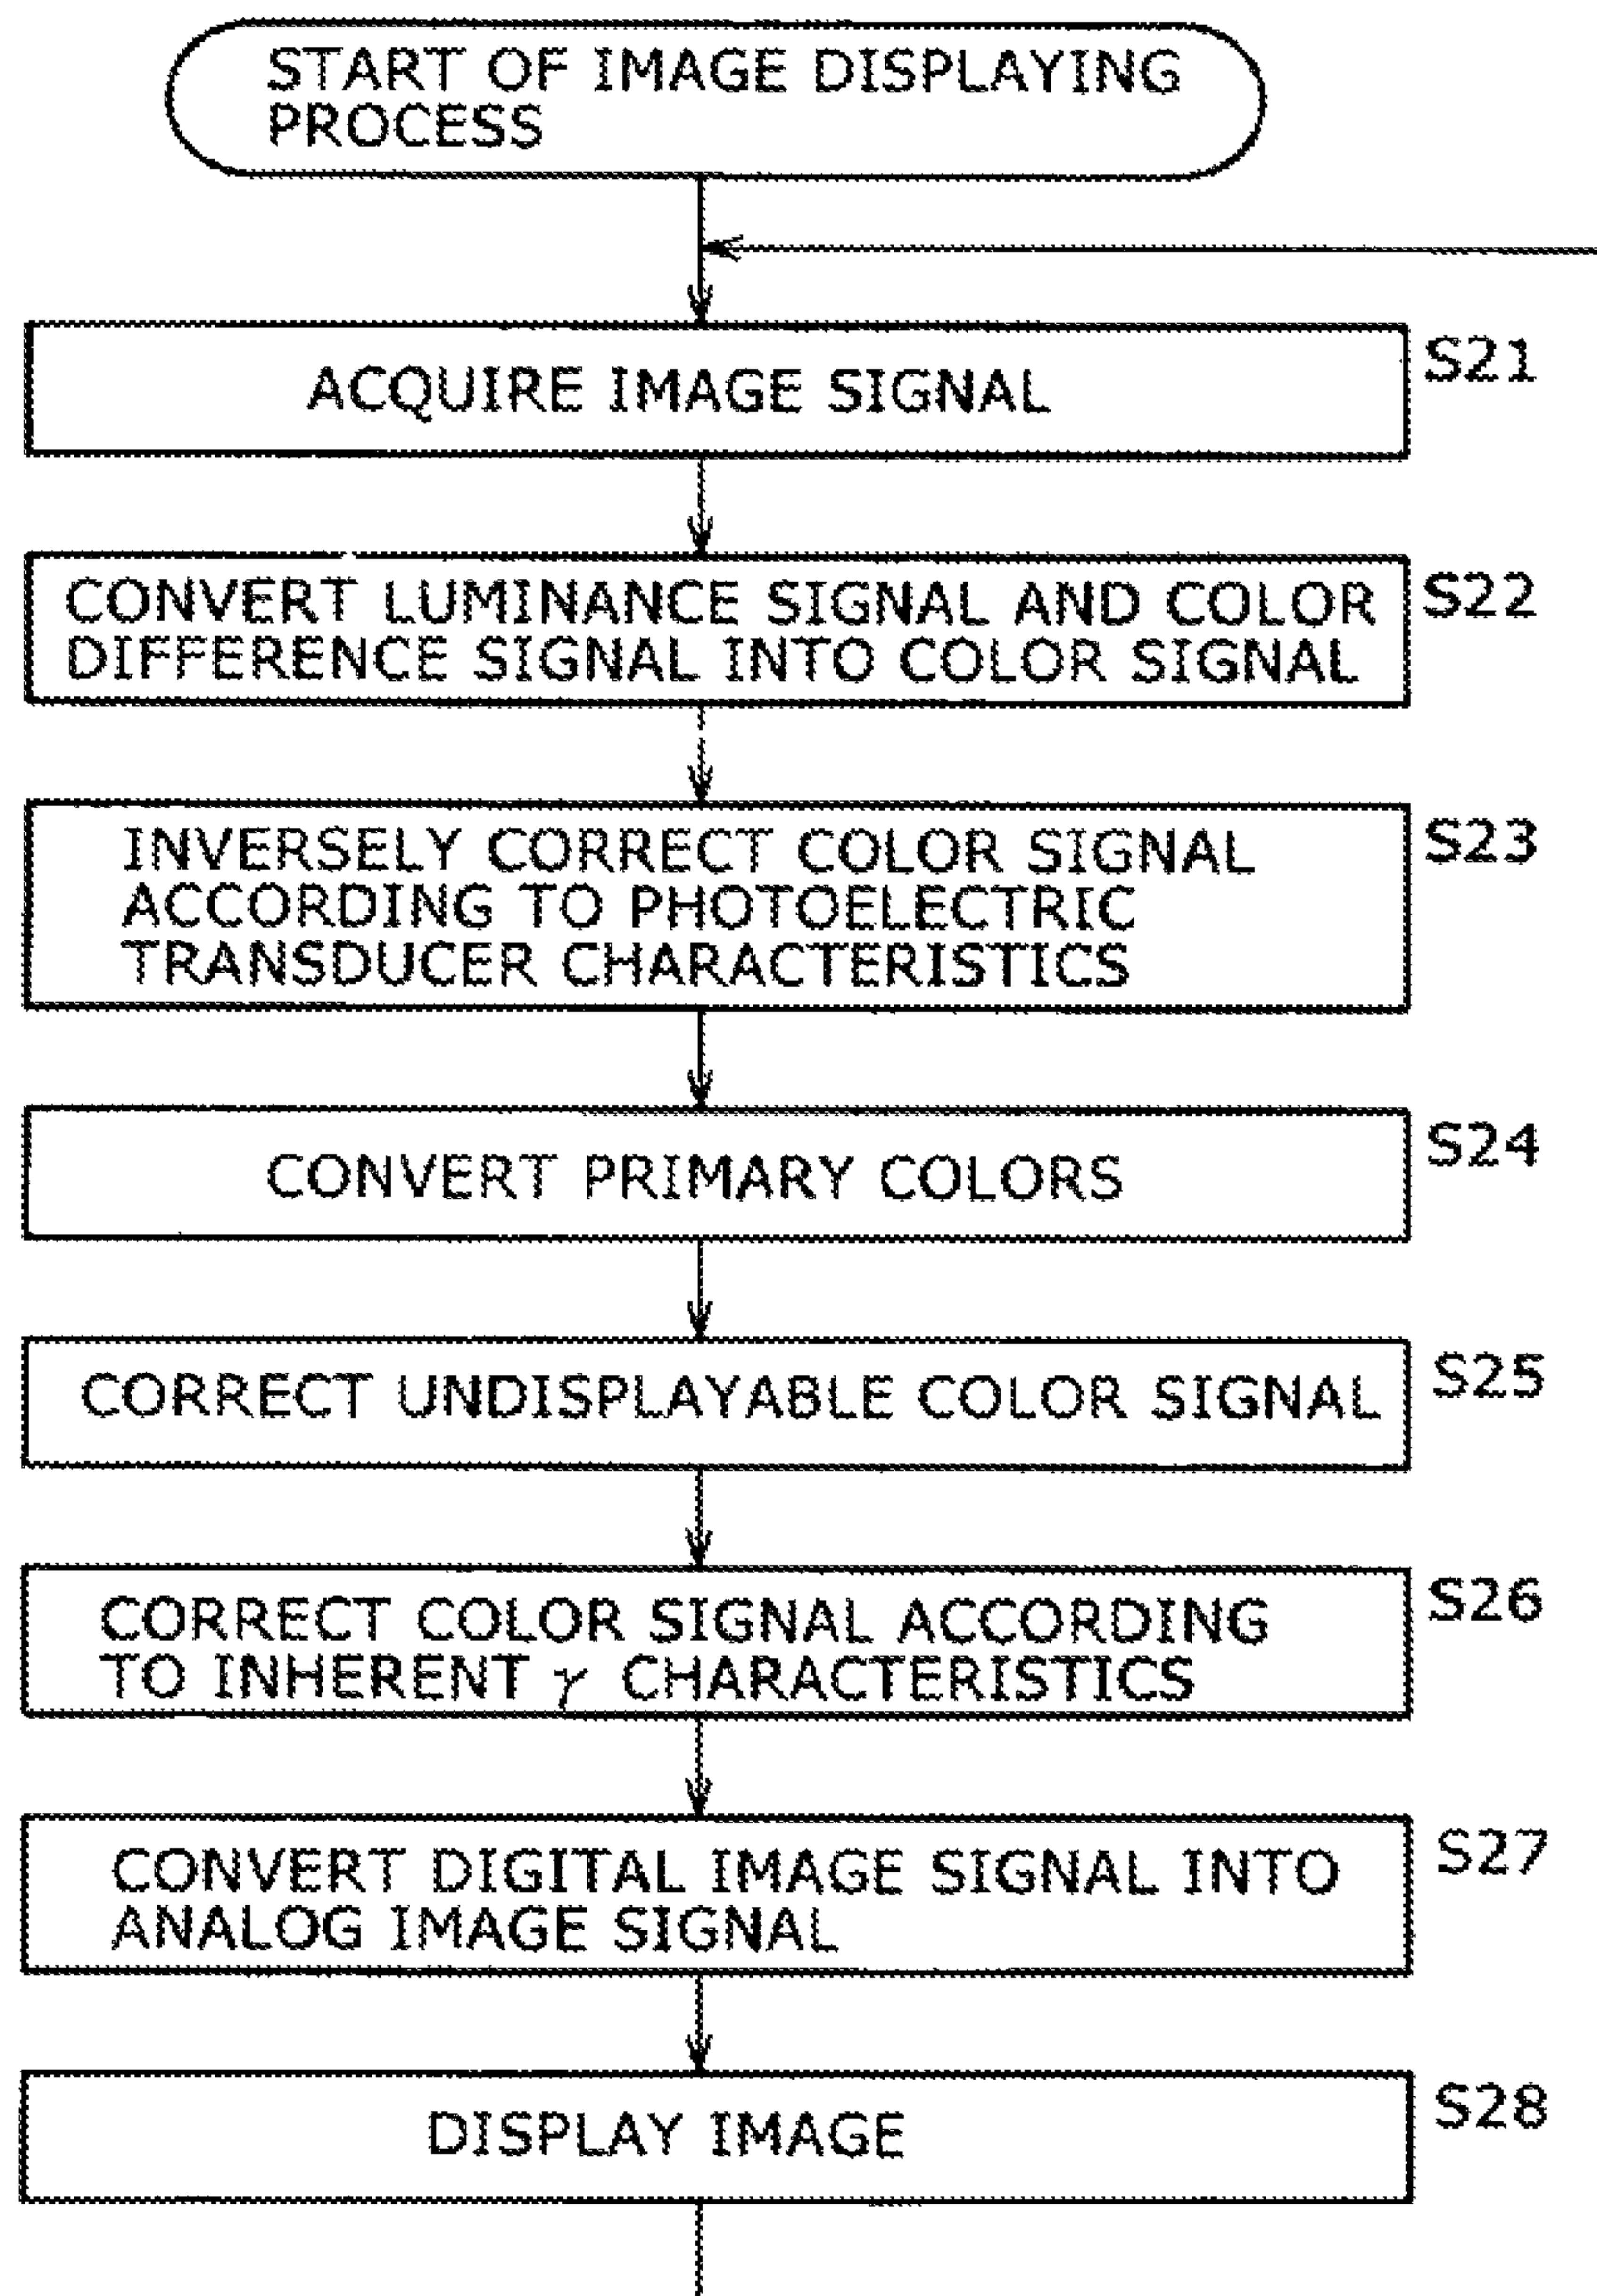 START OF IMAGE DISPLAYING
PROCESS
ACQUIRE IMAGE SIGNAL
S21
CONVERT LUMINANCE SIGNAL AND COLOR
DIFFERENCE SIGNAL INTO COLOR SIGNAL
S22
INVERSELY CORRECT COLOR SIGNAL
ACCORDING TO PHOTOELECTRIC
TRANSDUCER CHARACTERISTICS
S23
CONVERT PRIMARY COLORS
S24
CORRECT UNDISPLAYABLE COLOR SIGNAL
S25
CORRECT COLOR SIGNAL ACCORDING
TO INHERENT γ CHARACTERISTICS
S26
CONVERT DIGITAL IMAGE SIGNAL INTO
ANALOG IMAGE SIGNAL
S27
DISPLAY IMAGE
S28